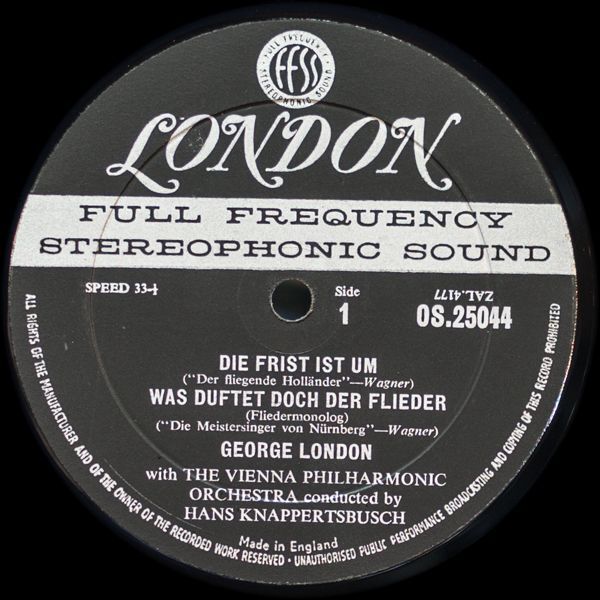 FULL FREQUENCY
FFSS
STEREOPHONIC SOUND
LONDON
FULL FREQUENCY
STEREOPHONIC SOUND
SPEED 33⅓
Side
1
ZAL.4177
OS.25044
DIE FRIST IST UM
("Der fliegende Holländer"—Wagner)
WAS DUFTET DOCH DER FLIEDER
(Fliedermonolog)
("Die Meistersinger von Nürnberg"—Wagner)
GEORGE LONDON
with THE VIENNA PHILHARMONIC
ORCHESTRA conducted by
HANS KNAPPERTSBUSCH
Made in England
ALL RIGHTS OF THE MANUFACTURER AND OF THE OWNER OF THE RECORDED WORK RESERVED · UNAUTHORISED PUBLIC PERFORMANCE BROADCASTING AND COPYING OF THIS RECORD PROHIBITED